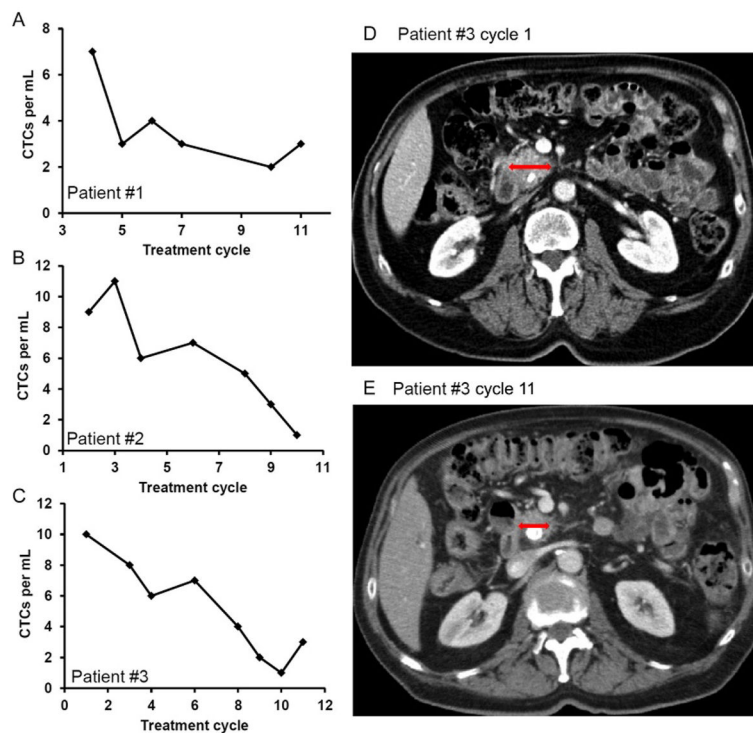 A
CTCs per mL
8
6
4
2
0
3 5 7 9 11
Patient #1
Treatment cycle
B
CTCs per mL
12
10
8
6
4
2
0
1 3 5 7 9 11
Patient #2
Treatment cycle
C
CTCs per mL
12
10
8
6
4
2
0
0 2 4 6 8 10 12
Patient #3
Treatment cycle
D Patient #3 cycle 1
E Patient #3 cycle 11